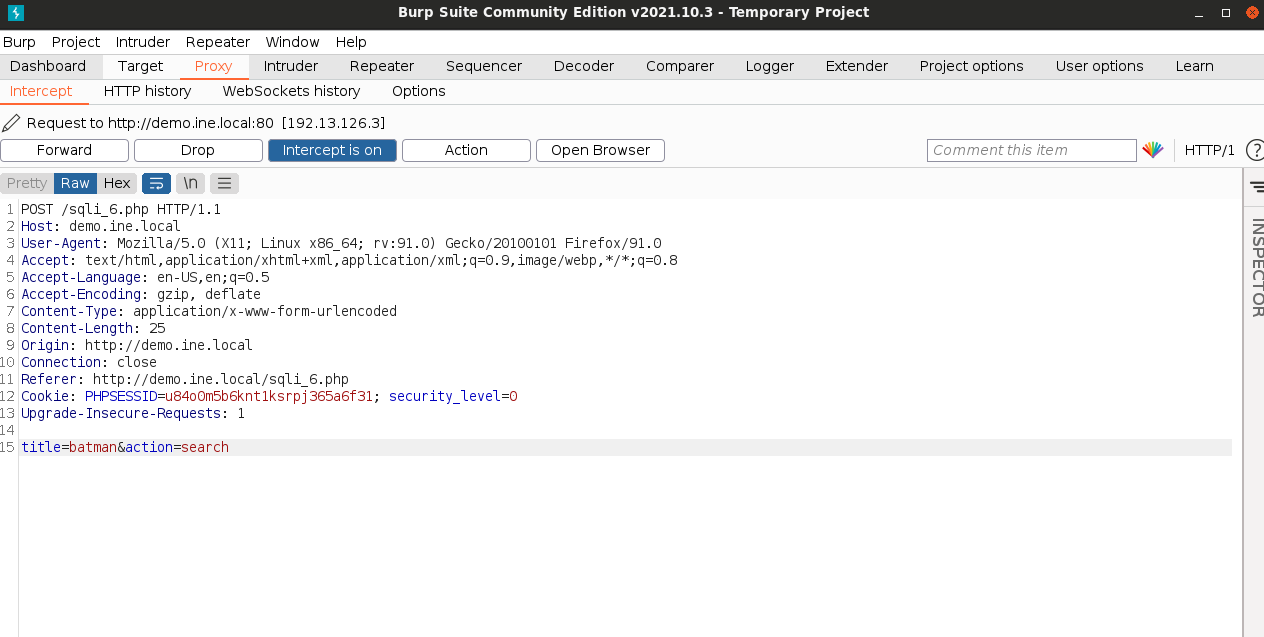 Burp Suite Community Edition v2021.10.3 - Temporary Project
Burp Project Intruder Repeater Window Help
Dashboard Target Proxy Intruder Repeater Sequencer Decoder Comparer Logger Extender Project options User options Learn
Intercept HTTP history WebSockets history Options
Request to http://demo.ine.local:80 [192.13.126.3]
Forward Drop Intercept is on Action Open Browser Comment this item HTTP/1 ?
Pretty Raw Hex \n
INSPECTOR
1 POST /sqli_6.php HTTP/1.1
2 Host: demo.ine.local
3 User-Agent: Mozilla/5.0 (X11; Linux x86_64; rv:91.0) Gecko/20100101 Firefox/91.0
4 Accept: text/html,application/xhtml+xml,application/xml;q=0.9,image/webp,*/*;q=0.8
5 Accept-Language: en-US,en;q=0.5
6 Accept-Encoding: gzip, deflate
7 Content-Type: application/x-www-form-urlencoded
8 Content-Length: 25
9 Origin: http://demo.ine.local
10 Connection: close
11 Referer: http://demo.ine.local/sqli_6.php
12 Cookie: PHPSESSID=u84o0m5b6knt1ksrpj365a6f31; security_level=0
13 Upgrade-Insecure-Requests: 1
14
15 title=batman&action=search